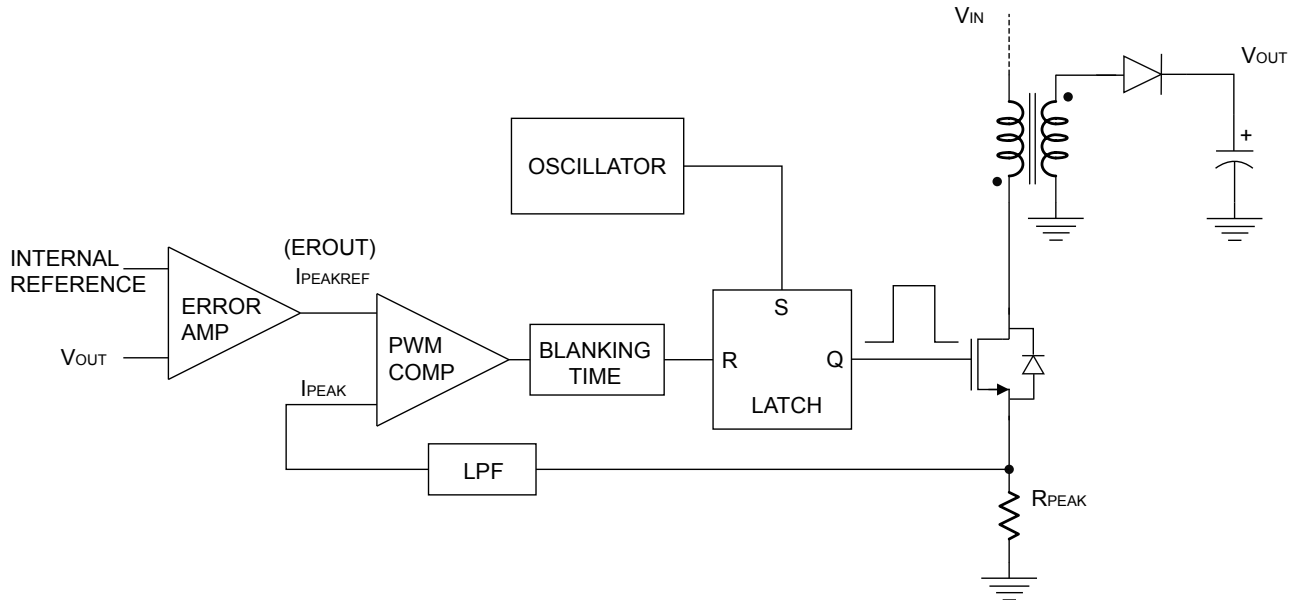 VIN
VOUT
OSCILLATOR
INTERNAL
REFERENCE
(EROUT)
IPEAKREF
ERROR
AMP
S
VOUT
PWM
COMP
BLANKING
TIME
R
Q
LATCH
IPEAK
LPF
RPEAK
+